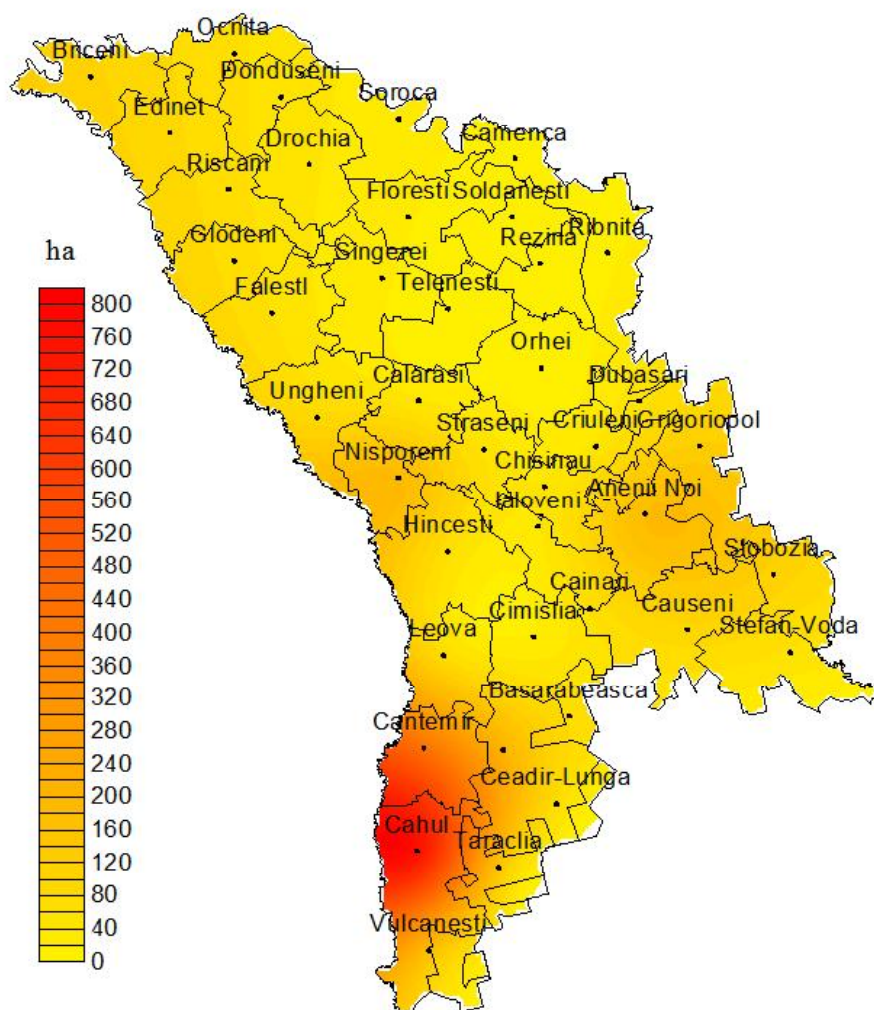 Ocnita
Briceni
Donduseni
Soroca
Edinet
Camenca
Drochia
Riscani
Floresti
Soldanesti
Ribnita
Glodeni
Rezina
Singerei
ha
Falestl
Telenesti
800
760
720
680
640
600
560
520
480
440
400
360
320
280
240
200
160
120
80
40
0
Orhei
Calarasi
Dubasari
Ungheni
Straseni
Criuleni
Grigoriopol
Nisporeni
Chisinau
Anenii Noi
Ialoveni
Hincesti
Slobozia
Cainari
Cimislia
Causeni
Leova
Stefan-Voda
Basarabeasca
Cantemir
Ceadir-Lunga
Cahul
Taraclia
Vulcanesti